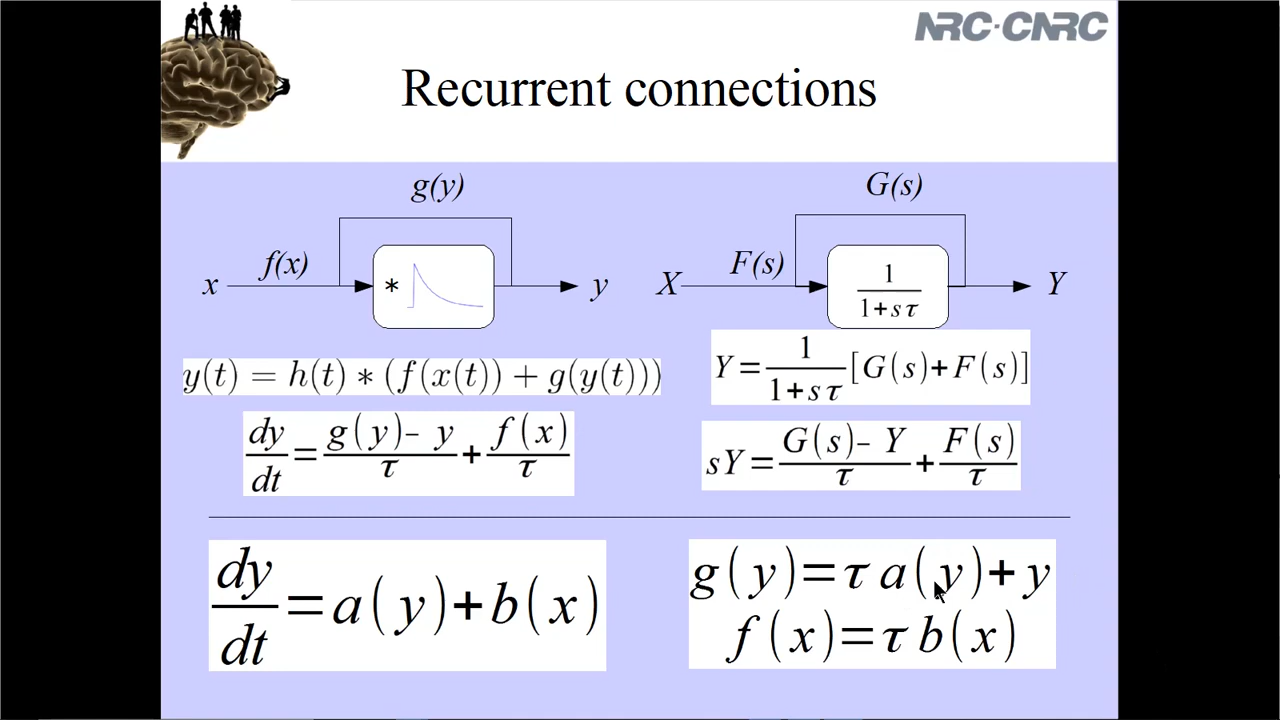 NRC·CNRC
Recurrent connections
g(y)
G(s)
x f(x) * y
X F(s) 1/(1+sτ) Y
y(t) = h(t) * (f(x(t)) + g(y(t)))
Y = 1/(1+sτ) [G(s)+F(s)]
dy/dt = (g(y)− y)/τ + f(x)/τ
sY = (G(s)− Y)/τ + F(s)/τ
dy/dt = a(y)+b(x)
g(y)=τ a(y)+ y
f(x)=τ b(x)